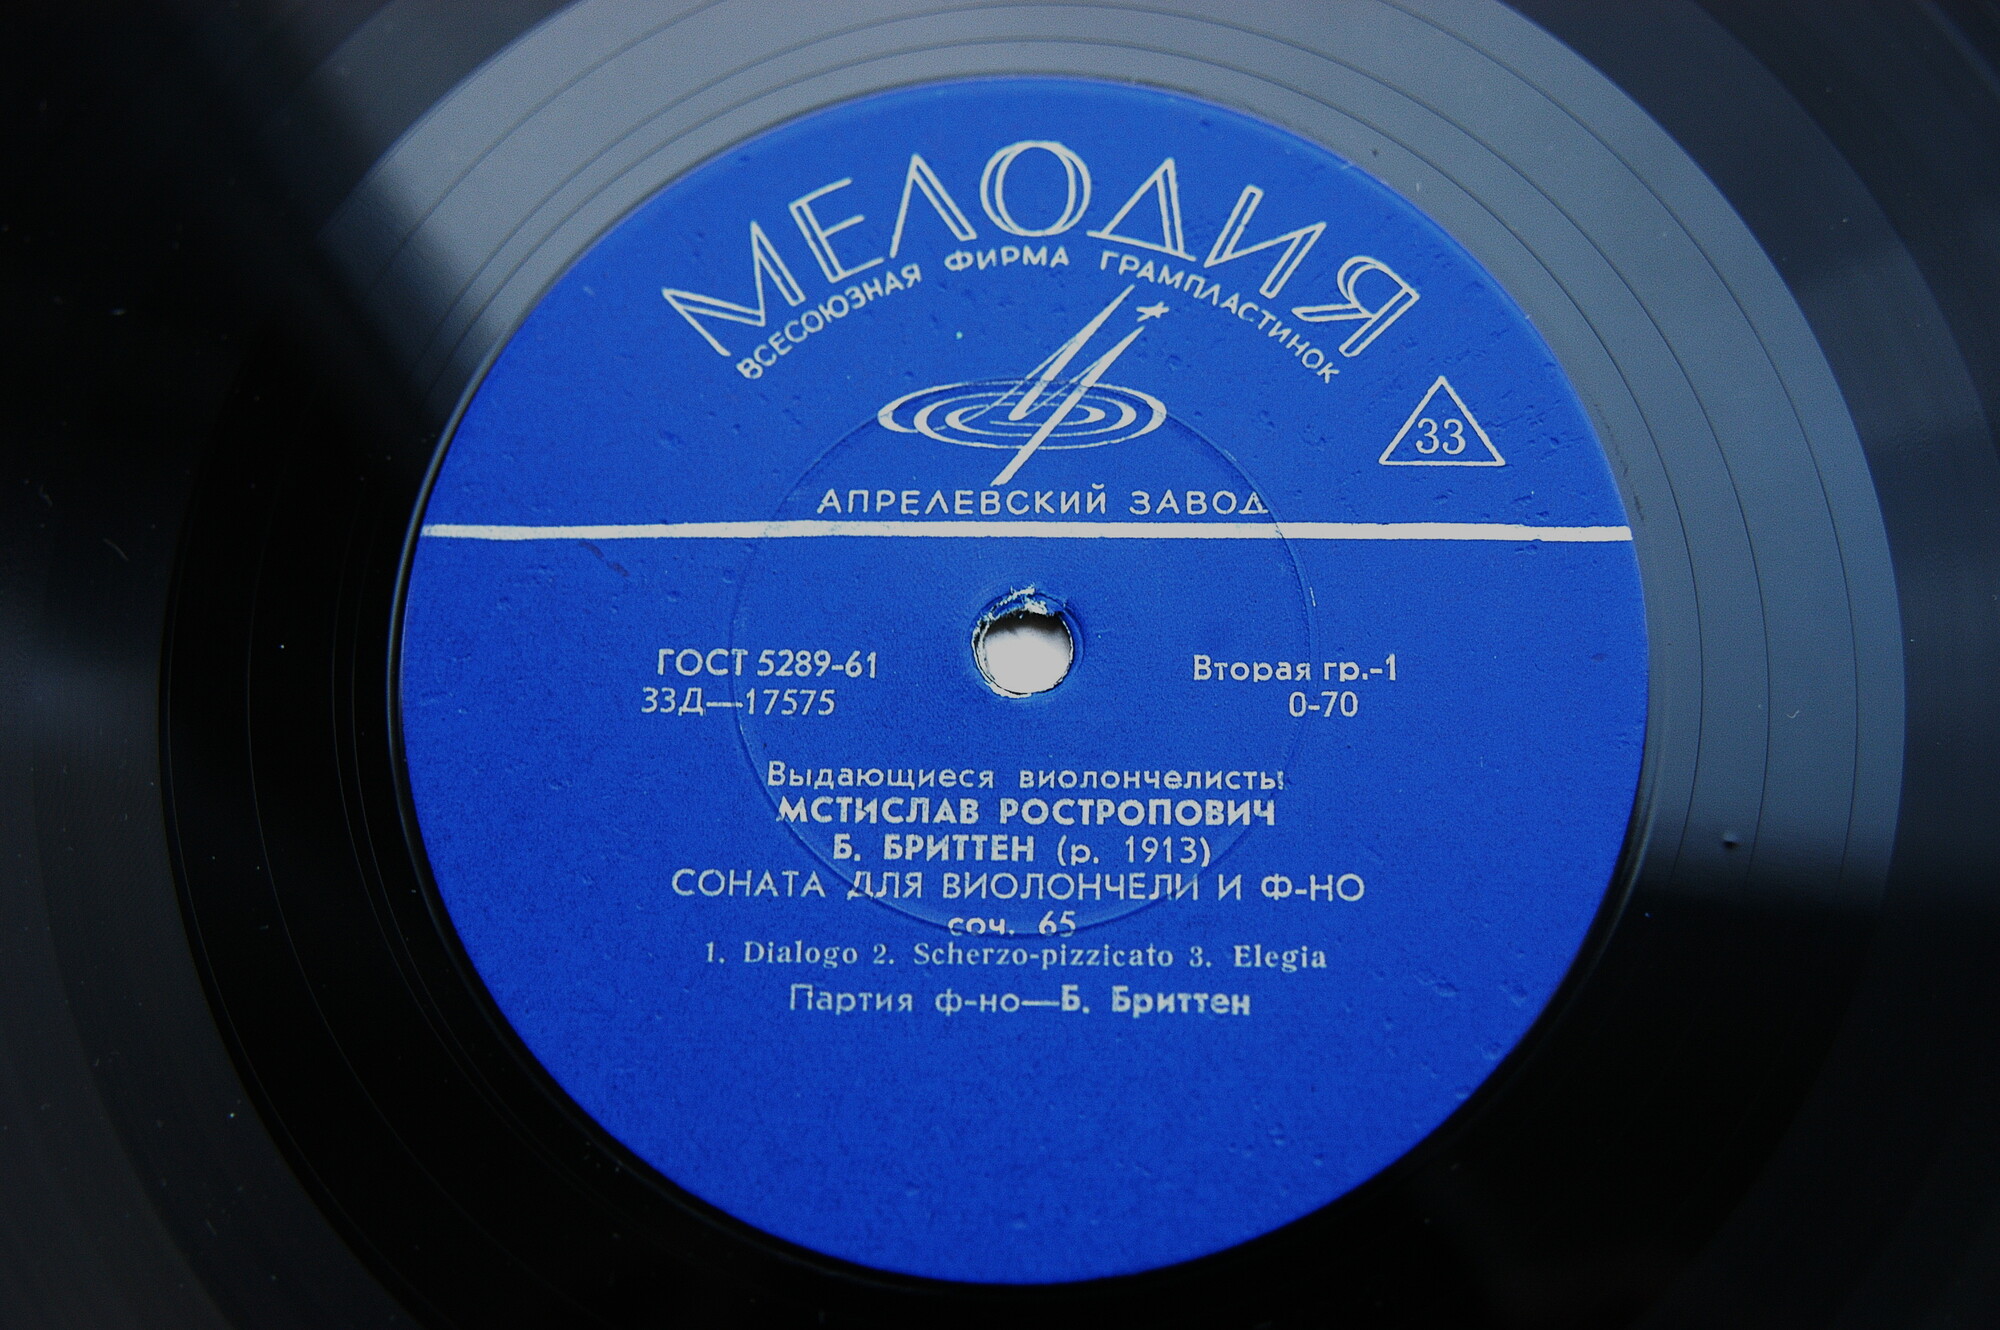 МЕЛОДИЯ
ВСЕСОЮЗНАЯ ФИРМА ГРАМПЛАСТИНОК
33
АПРЕЛЕВСКИЙ ЗАВОД
ГОСТ 5289-61
33Д—17575
Вторая гр.-1
0-70
Выдающиеся виолончелисты
МСТИСЛАВ РОСТРОПОВИЧ
Б. БРИТТЕН (р. 1913)
СОНАТА ДЛЯ ВИОЛОНЧЕЛИ И Ф-НО
соч. 65
1. Dialogo 2. Scherzo-pizzicato 3. Elegia
Партия ф-но—Б. Бриттен